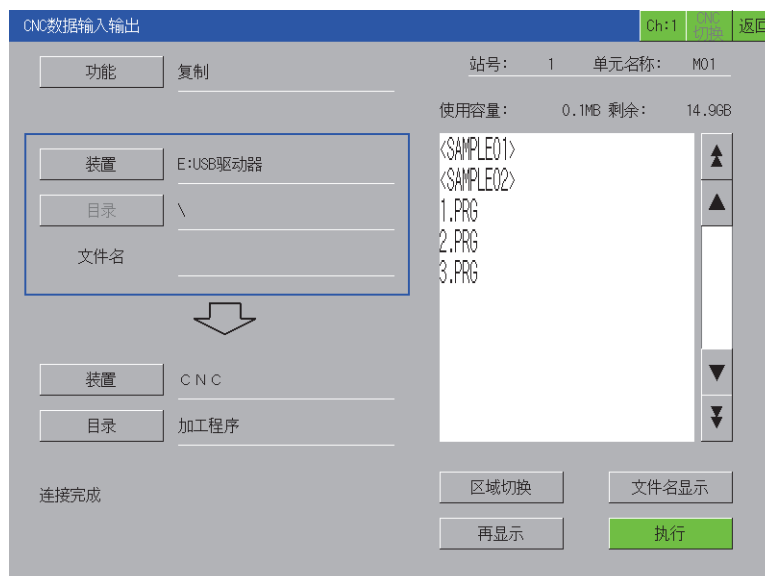 CNC数据输入输出 Ch:1 CNC切换 返回
功能 复制
站号: 1 单元名称: M01
使用容量: 0.1MB 剩余: 14.9GB
装置 E:USB驱动器
目录 \
文件名
<SAMPLE01>
<SAMPLE02>
1.PRG
2.PRG
3.PRG
装置 CNC
目录 加工程序
连接完成
区域切换 文件名显示
再显示 执行